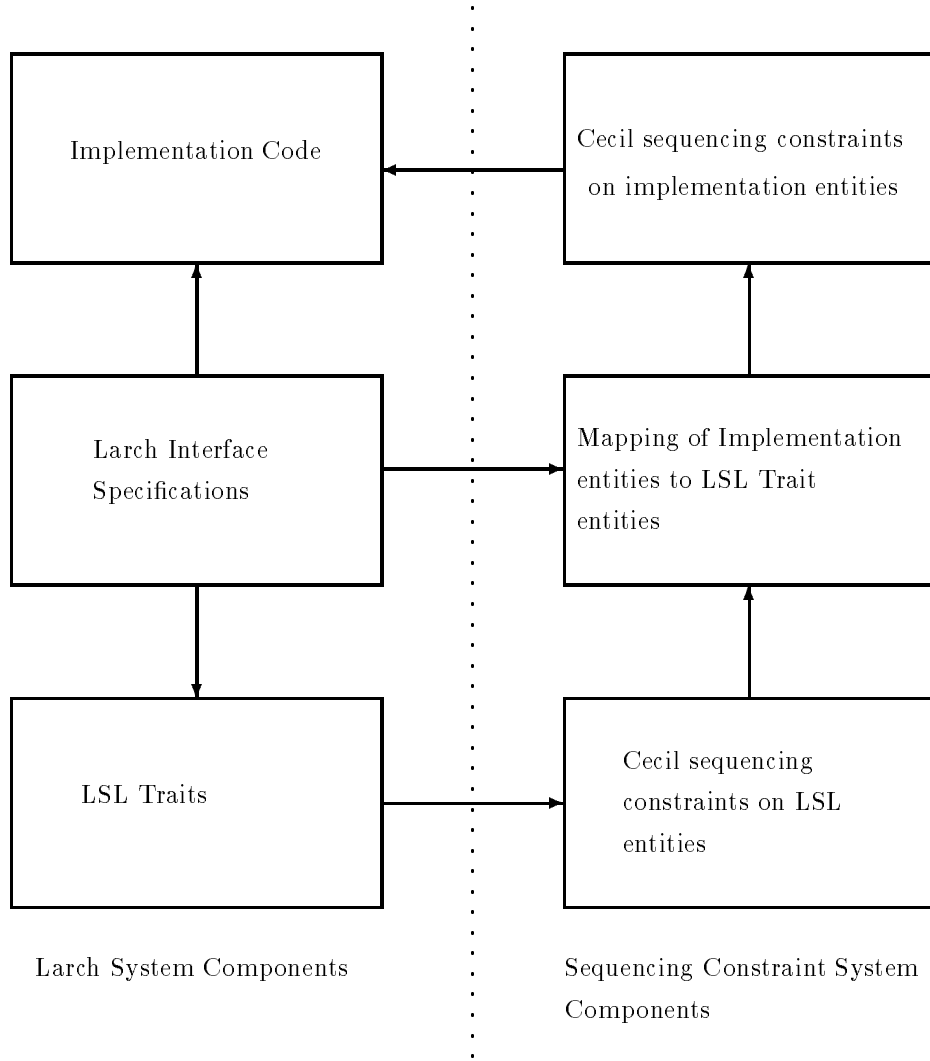 Implementation Code
Cecil sequencing constraints
on implementation entities
Larch Interface
Specifications
Mapping of Implementation
entities to LSL Trait
entities
LSL Traits
Cecil sequencing
constraints on LSL
entities
Larch System Components
Sequencing Constraint System
Components